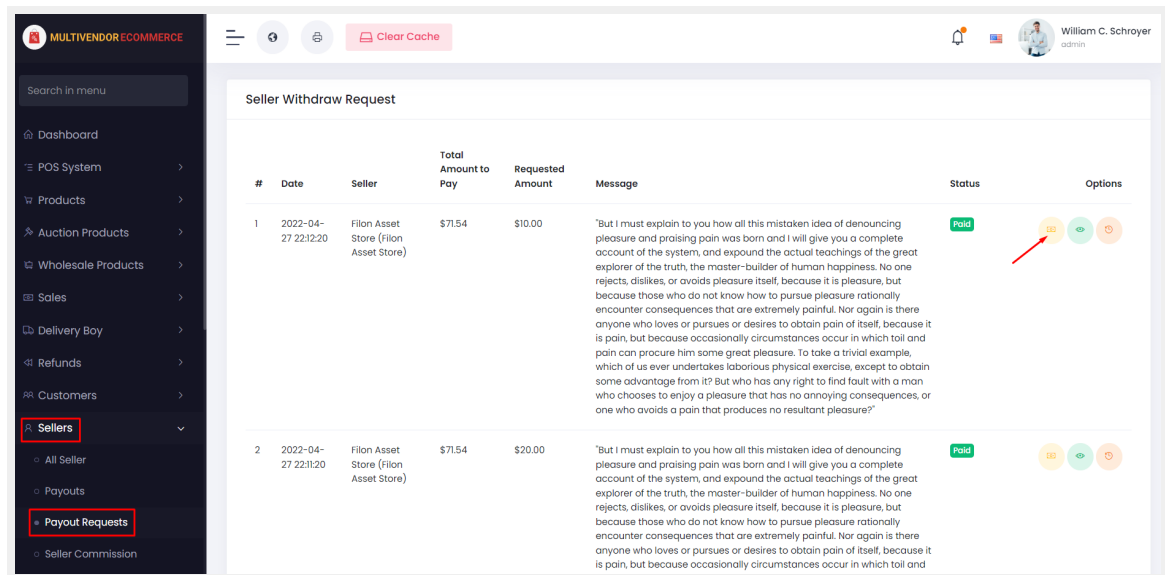 MULTIVENDOR ECOMMERCE
Clear Cache
William C. Schroyer
admin
Search in menu
Dashboard
POS System
Products
Auction Products
Wholesale Products
Sales
Delivery Boy
Refunds
Customers
Sellers
All Seller
Payouts
Payout Requests
Seller Commission
Seller Withdraw Request
# Date Seller Total Amount to Pay Requested Amount Message Status Options
1 2022-04-27 22:12:20 Filon Asset Store (Filon Asset Store) $71.54 $10.00 Paid
"But I must explain to you how all this mistaken idea of denouncing
pleasure and praising pain was born and I will give you a complete
account of the system, and expound the actual teachings of the great
explorer of the truth, the master-builder of human happiness. No one
rejects, dislikes, or avoids pleasure itself, because it is pleasure, but
because those who do not know how to pursue pleasure rationally
encounter consequences that are extremely painful. Nor again is there
anyone who loves or pursues or desires to obtain pain of itself, because it
is pain, but because occasionally circumstances occur in which toil and
pain can procure him some great pleasure. To take a trivial example,
which of us ever undertakes laborious physical exercise, except to obtain
some advantage from it? But who has any right to find fault with a man
who chooses to enjoy a pleasure that has no annoying consequences, or
one who avoids a pain that produces no resultant pleasure?"
2 2022-04-27 22:11:20 Filon Asset Store (Filon Asset Store) $71.54 $20.00 Paid
"But I must explain to you how all this mistaken idea of denouncing
pleasure and praising pain was born and I will give you a complete
account of the system, and expound the actual teachings of the great
explorer of the truth, the master-builder of human happiness. No one
rejects, dislikes, or avoids pleasure itself, because it is pleasure, but
because those who do not know how to pursue pleasure rationally
encounter consequences that are extremely painful. Nor again is there
anyone who loves or pursues or desires to obtain pain of itself, because it
is pain, but because occasionally circumstances occur in which toil and